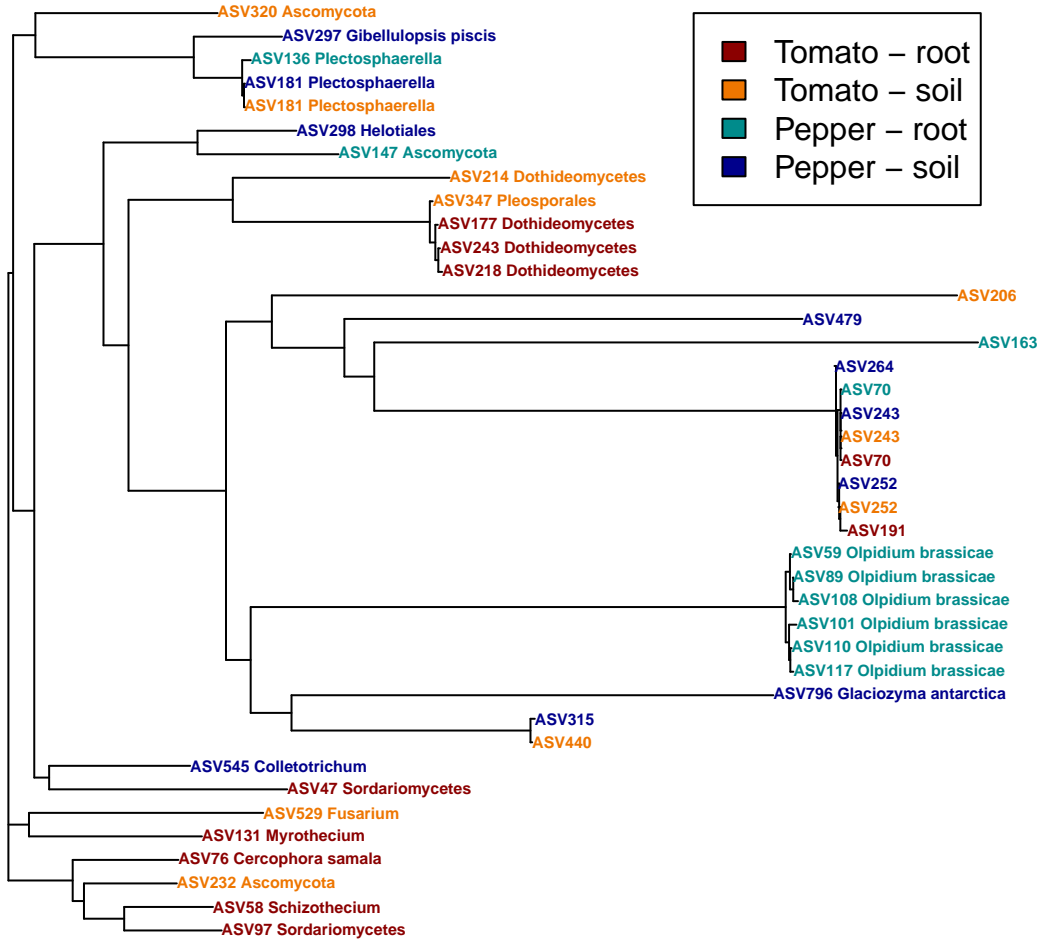 ASV320 Ascomycota
ASV297 Gibellulopsis piscis
ASV136 Plectosphaerella
ASV181 Plectosphaerella
ASV181 Plectosphaerella
ASV298 Helotiales
ASV147 Ascomycota
ASV214 Dothideomycetes
ASV347 Pleosporales
ASV177 Dothideomycetes
ASV243 Dothideomycetes
ASV218 Dothideomycetes
ASV206
ASV479
ASV163
ASV264
ASV70
ASV243
ASV243
ASV70
ASV252
ASV252
ASV191
ASV59 Olpidium brassicae
ASV89 Olpidium brassicae
ASV108 Olpidium brassicae
ASV101 Olpidium brassicae
ASV110 Olpidium brassicae
ASV117 Olpidium brassicae
ASV796 Glaciozyma antarctica
ASV315
ASV440
ASV545 Colletotrichum
ASV47 Sordariomycetes
ASV529 Fusarium
ASV131 Myrothecium
ASV76 Cercophora samala
ASV232 Ascomycota
ASV58 Schizothecium
ASV97 Sordariomycetes
Tomato – root
Tomato – soil
Pepper – root
Pepper – soil